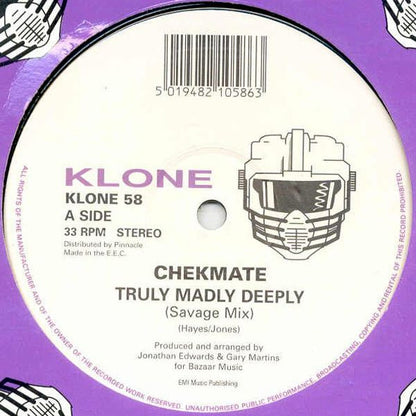 5 019482 105863
KLONE
KLONE 58
A SIDE
33 RPM STEREO
Distributed by Pinnacle
Made in the E.E.C.
CHEKMATE
TRULY MADLY DEEPLY
(Savage Mix)
(Hayes/Jones)
Produced and arranged by
Jonathan Edwards & Gary Martins
for Bazaar Music
EMI Music Publishing
ALL RIGHTS OF THE MANUFACTURER AND OF THE OWNER OF THE RECORDED WORK RESERVED. UNAUTHORISED PUBLIC PERFORMANCE, BROADCASTING, COPYING AND/RENTAL OF THIS RECORD PROHIBITED.